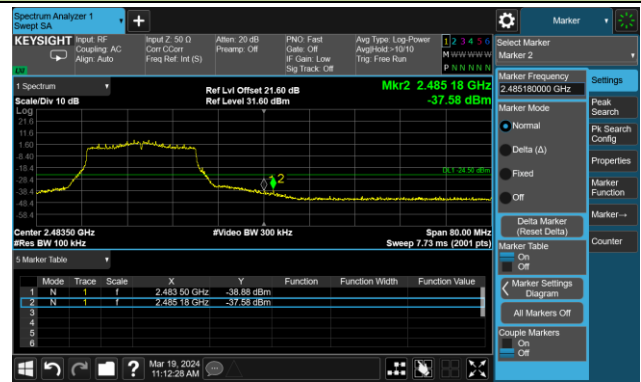 Spectrum Analyzer 1
Swept SA
+
Marker
KEYSIGHT
Input: RF
Coupling: AC
Align: Auto
Input Z: 50 Ω
Corr CCorr
Freq Ref: Int (S)
Atten: 20 dB
Preamp: Off
PNO: Fast
Gate: Off
IF Gain: Low
Sig Track: Off
Avg Type: Log-Power
Avg|Hold:>10/10
Trig: Free Run
1 2 3 4 5 6
M W W W W W
P N N N N N
LW
1 Spectrum
Scale/Div 10 dB
Ref Lvl Offset 21.60 dB
Ref Level 31.60 dBm
Mkr2 2.485 18 GHz
-37.58 dBm
Log
21.6
11.6
1.60
-8.40
-18.4
-28.4
-38.4
-48.4
-58.4
DL1 -24.50 dBm
1
2
Center 2.48350 GHz
#Res BW 100 kHz
#Video BW 300 kHz
Span 80.00 MHz
Sweep 7.73 ms (2001 pts)
5 Marker Table
Mode Trace Scale X Y Function Function Width Function Value
1 N 1 f 2.483 50 GHz -38.88 dBm
2 N 1 f 2.485 18 GHz -37.58 dBm
3
4
5
6
Select Marker
Marker 2
Marker Frequency
2.485180000 GHz
Marker Mode
Normal
Delta (Δ)
Fixed
Off
Delta Marker
(Reset Delta)
Marker Table
On
Off
Marker Settings
Diagram
All Markers Off
Couple Markers
On
Off
Settings
Peak
Search
Pk Search
Config
Properties
Marker
Function
Marker→
Counter
?
Mar 19, 2024
11:12:28 AM